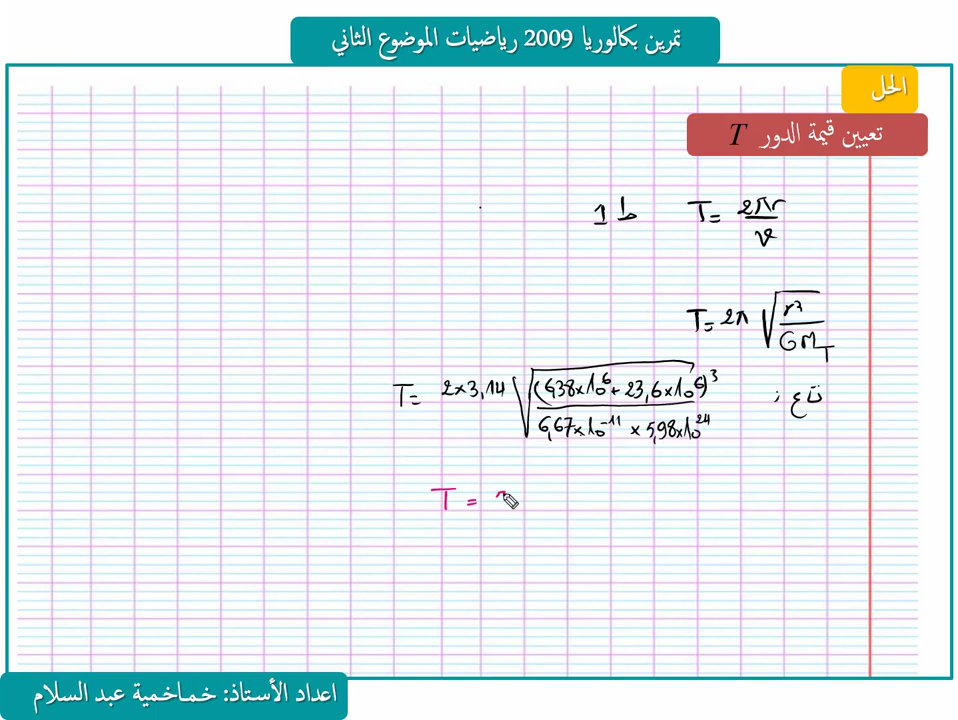 تمرين بكالوريا 2009 رياضيات الموضوع الثاني
الحل
تعيين قيمة الدور T
ط 1 T = 2πr / v
T = 2π √(r³ / G M_T)
T = 2 × 3,14 √((6,38×10⁶ + 23,6×10⁶)³ / 6,67×10⁻¹¹ × 5,98×10²⁴)
T =
اعداد الأستاذ: خماخمية عبد السلام